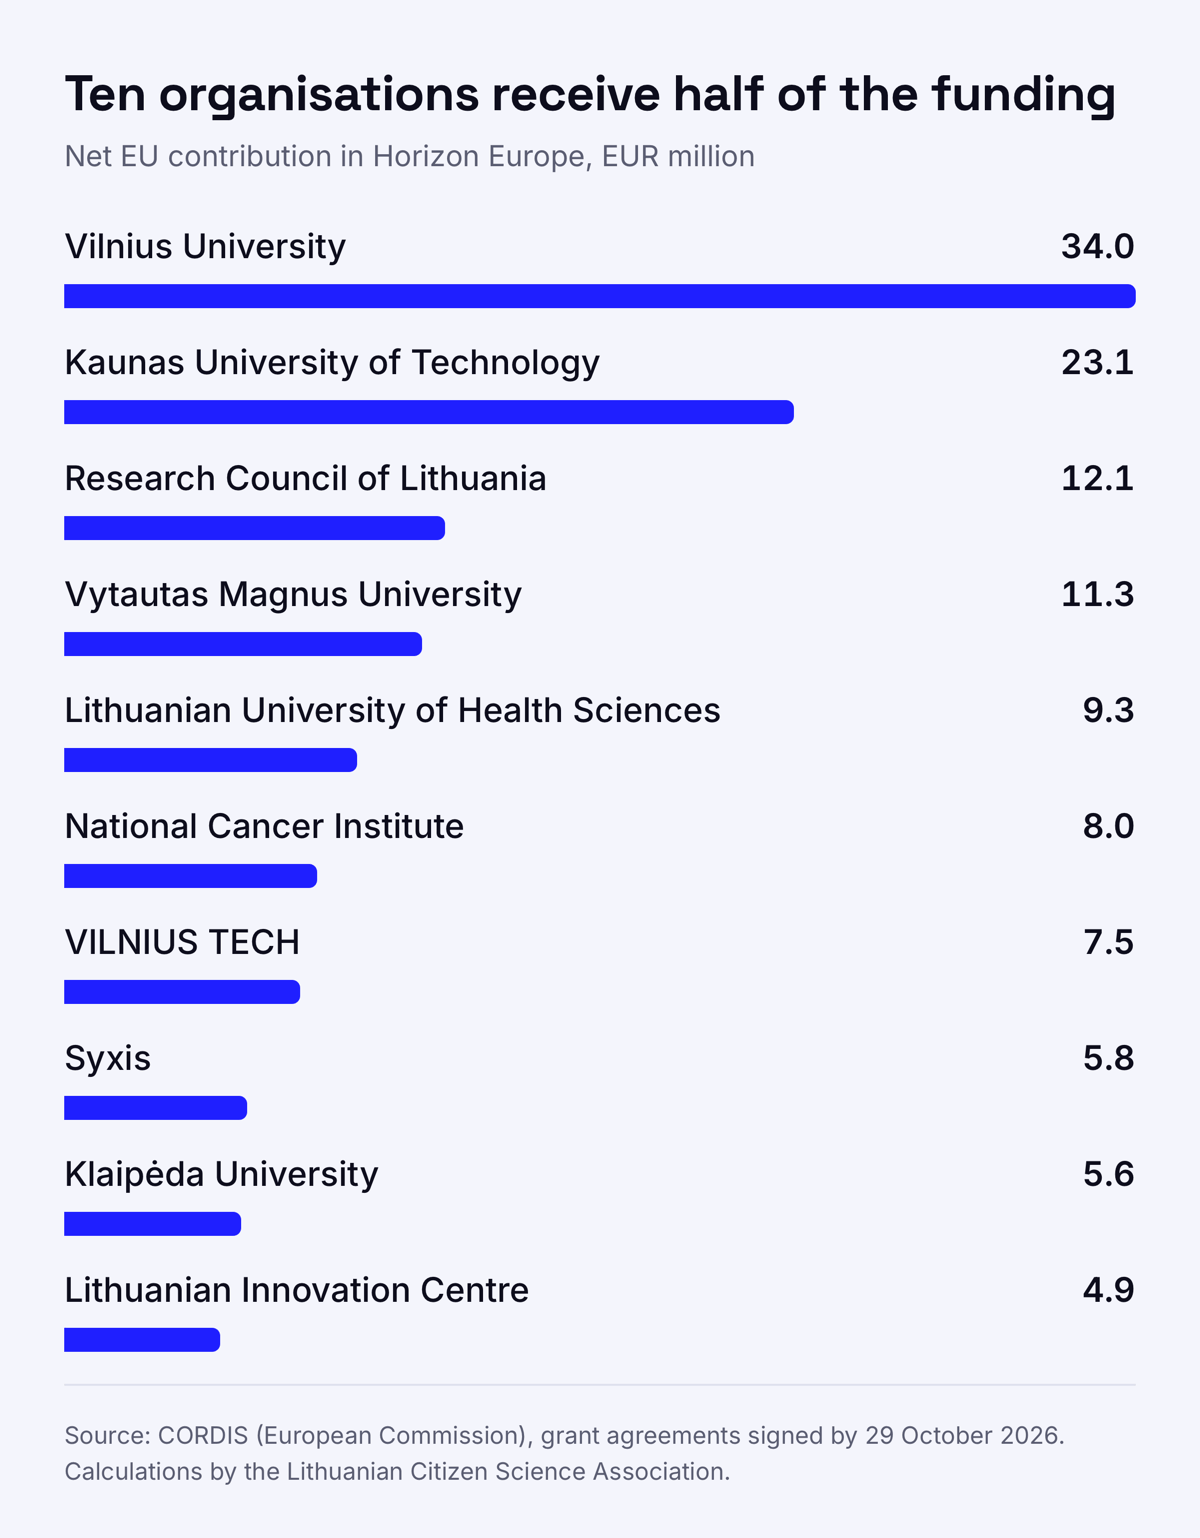 Ten organisations receive half of the funding
Net EU contribution in Horizon Europe, EUR million
Vilnius University 34.0
Kaunas University of Technology 23.1
Research Council of Lithuania 12.1
Vytautas Magnus University 11.3
Lithuanian University of Health Sciences 9.3
National Cancer Institute 8.0
VILNIUS TECH 7.5
Syxis 5.8
Klaipėda University 5.6
Lithuanian Innovation Centre 4.9
Source: CORDIS (European Commission), grant agreements signed by 29 October 2026.
Calculations by the Lithuanian Citizen Science Association.